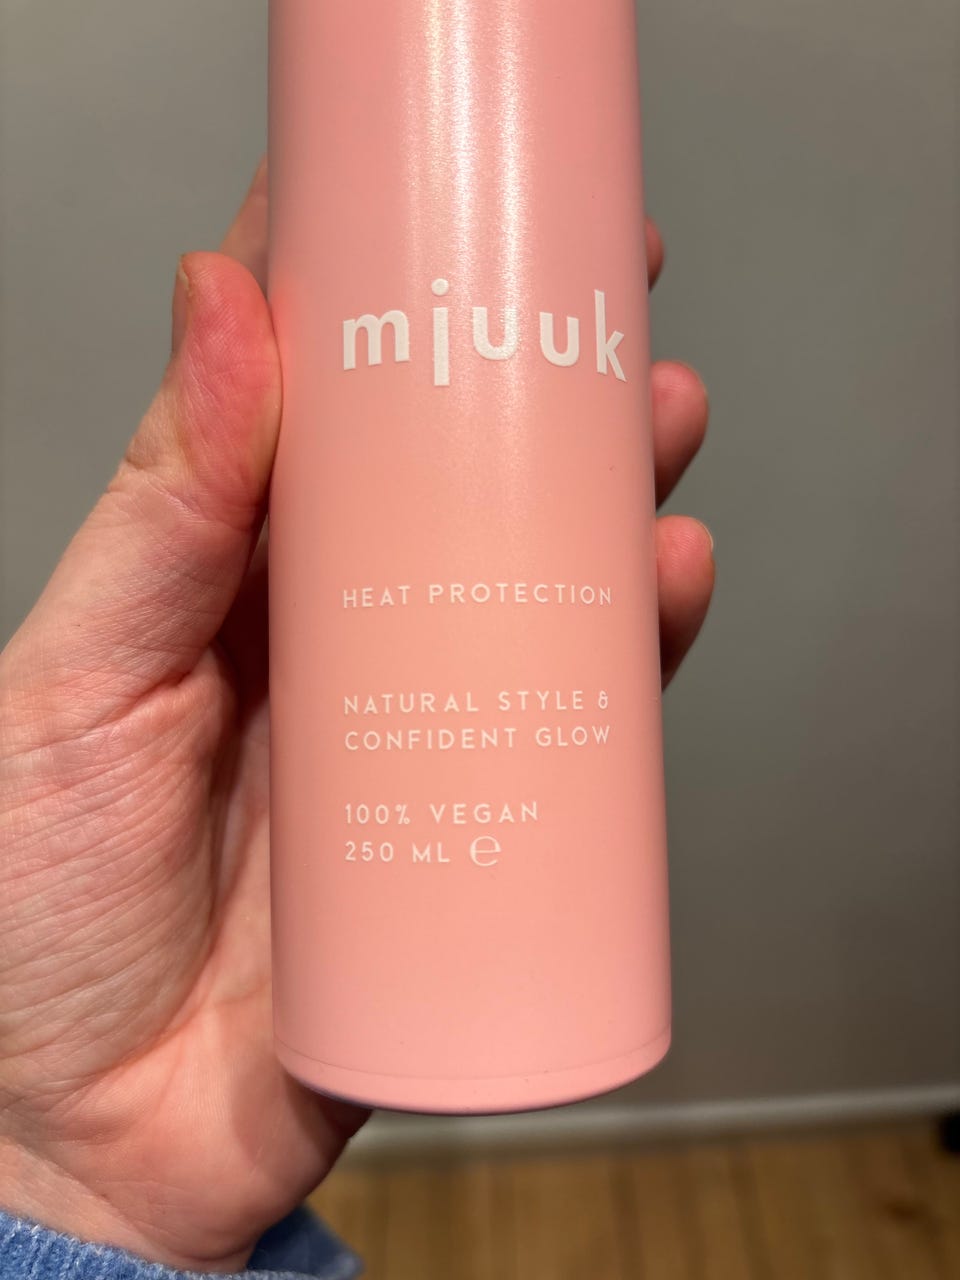 mjuuk
HEAT PROTECTION
NATURAL STYLE &
CONFIDENT GLOW
100% VEGAN
250 ML ℮